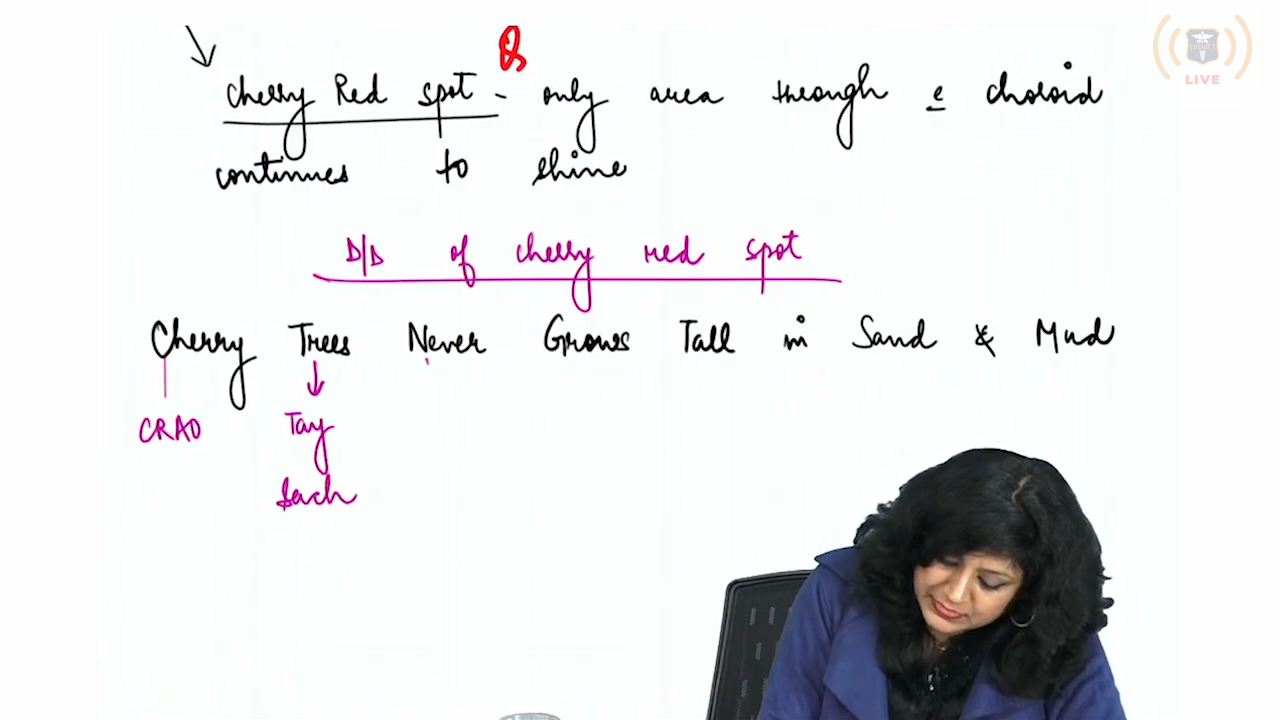 Cherry Red spot - only area through c choroid
continues to shine
D/D of cherry red spot
Cherry Trees Never Grows Tall in Sand & Mud
CRAO Tay
Sach
LIVE